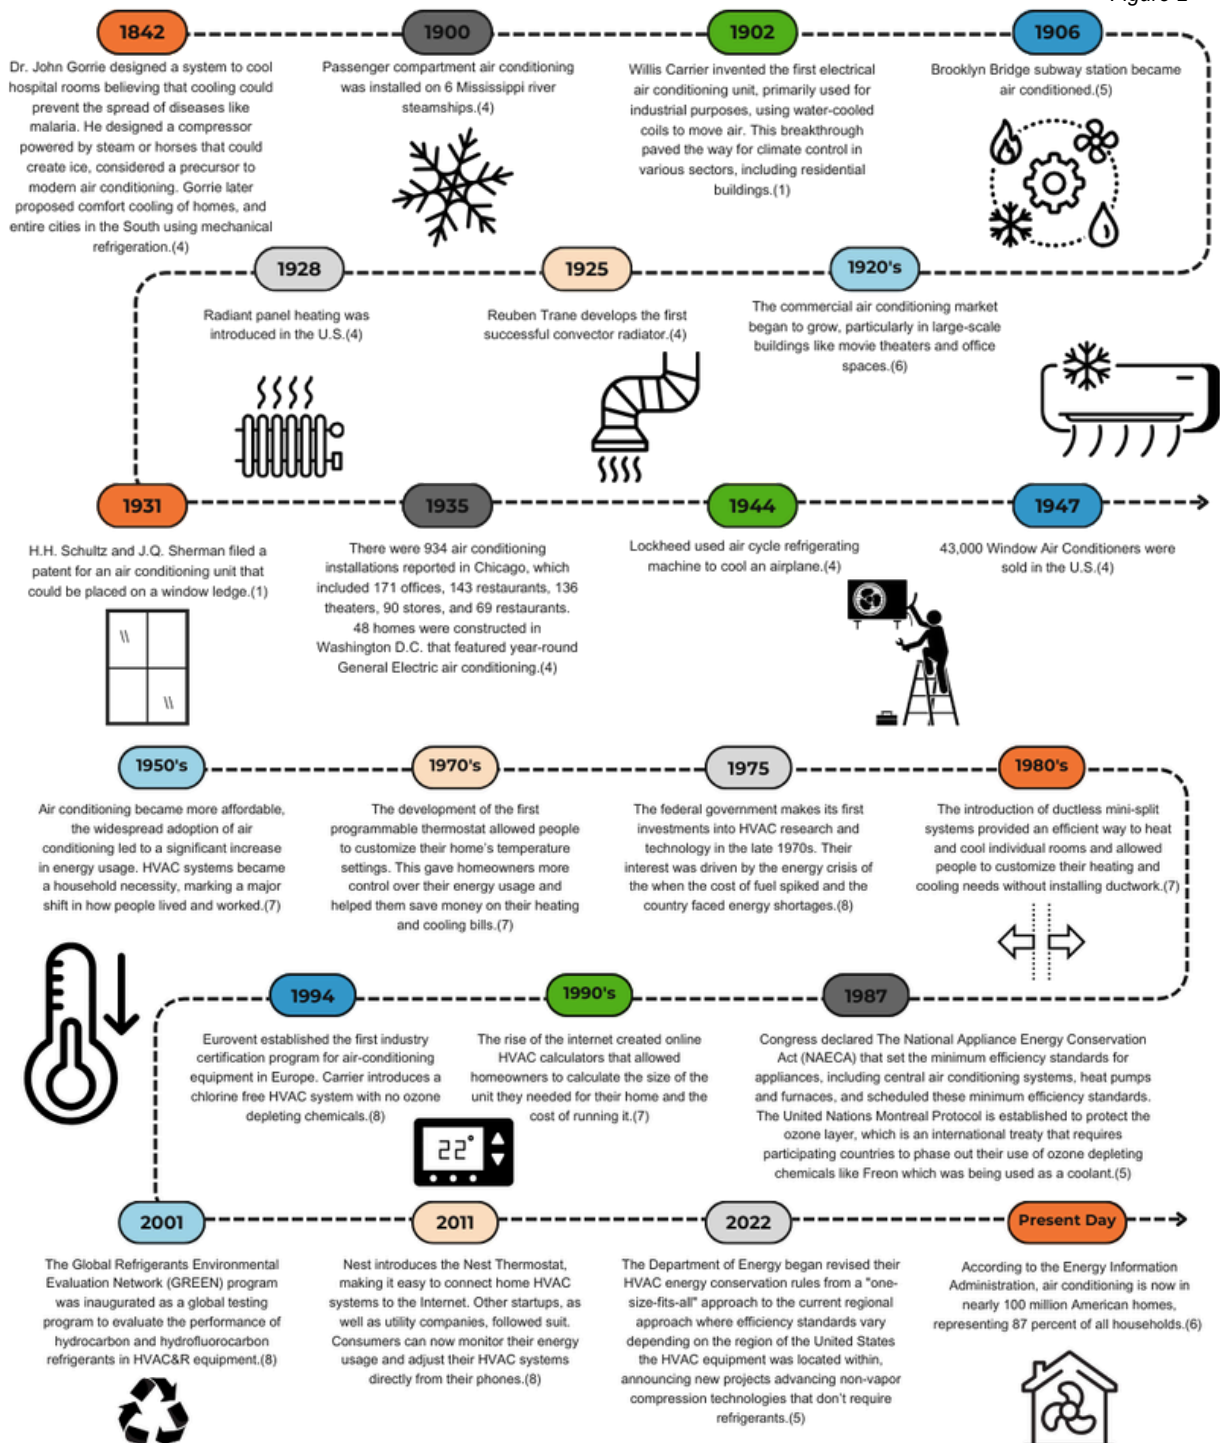 Figure 2
1842
Dr. John Gorrie designed a system to cool
hospital rooms believing that cooling could
prevent the spread of diseases like
malaria. He designed a compressor
powered by steam or horses that could
create ice, considered a precursor to
modern air conditioning. Gorrie later
proposed comfort cooling of homes, and
entire cities in the South using mechanical
refrigeration.(4)
1900
Passenger compartment air conditioning
was installed on 6 Mississippi river
steamships.(4)
1902
Willis Carrier invented the first electrical
air conditioning unit, primarily used for
industrial purposes, using water-cooled
coils to move air. This breakthrough
paved the way for climate control in
various sectors, including residential
buildings.(1)
1906
Brooklyn Bridge subway station became
air conditioned.(5)
1928
Radiant panel heating was
introduced in the U.S.(4)
1925
Reuben Trane develops the first
successful convector radiator.(4)
1920's
The commercial air conditioning market
began to grow, particularly in large-scale
buildings like movie theaters and office
spaces.(6)
1931
H.H. Schultz and J.Q. Sherman filed a
patent for an air conditioning unit that
could be placed on a window ledge.(1)
1935
There were 934 air conditioning
installations reported in Chicago, which
included 171 offices, 143 restaurants, 136
theaters, 90 stores, and 69 restaurants.
48 homes were constructed in
Washington D.C. that featured year-round
General Electric air conditioning.(4)
1944
Lockheed used air cycle refrigerating
machine to cool an airplane.(4)
1947
43,000 Window Air Conditioners were
sold in the U.S.(4)
1950's
Air conditioning became more affordable,
the widespread adoption of air
conditioning led to a significant increase
in energy usage. HVAC systems became
a household necessity, marking a major
shift in how people lived and worked.(7)
1970's
The development of the first
programmable thermostat allowed people
to customize their home's temperature
settings. This gave homeowners more
control over their energy usage and
helped them save money on their heating
and cooling bills.(7)
1975
The federal government makes its first
investments into HVAC research and
technology in the late 1970s. Their
interest was driven by the energy crisis of
the when the cost of fuel spiked and the
country faced energy shortages.(8)
1980's
The introduction of ductless mini-split
systems provided an efficient way to heat
and cool individual rooms and allowed
people to customize their heating and
cooling needs without installing ductwork.(7)
1994
Eurovent established the first industry
certification program for air-conditioning
equipment in Europe. Carrier introduces a
chlorine free HVAC system with no ozone
depleting chemicals.(8)
1990's
The rise of the internet created online
HVAC calculators that allowed
homeowners to calculate the size of the
unit they needed for their home and the
cost of running it.(7)
22°
1987
Congress declared The National Appliance Energy Conservation
Act (NAECA) that set the minimum efficiency standards for
appliances, including central air conditioning systems, heat pumps
and furnaces, and scheduled these minimum efficiency standards.
The United Nations Montreal Protocol is established to protect the
ozone layer, which is an international treaty that requires
participating countries to phase out their use of ozone depleting
chemicals like Freon which was being used as a coolant.(5)
2001
The Global Refrigerants Environmental
Evaluation Network (GREEN) program
was inaugurated as a global testing
program to evaluate the performance of
hydrocarbon and hydrofluorocarbon
refrigerants in HVAC&R equipment.(8)
2011
Nest introduces the Nest Thermostat,
making it easy to connect home HVAC
systems to the Internet. Other startups, as
well as utility companies, followed suit.
Consumers can now monitor their energy
usage and adjust their HVAC systems
directly from their phones.(8)
2022
The Department of Energy began revised their
HVAC energy conservation rules from a "one-
size-fits-all" approach to the current regional
approach where efficiency standards vary
depending on the region of the United States
the HVAC equipment was located within,
announcing new projects advancing non-vapor
compression technologies that don't require
refrigerants.(5)
Present Day
According to the Energy Information
Administration, air conditioning is now in
nearly 100 million American homes,
representing 87 percent of all households.(6)